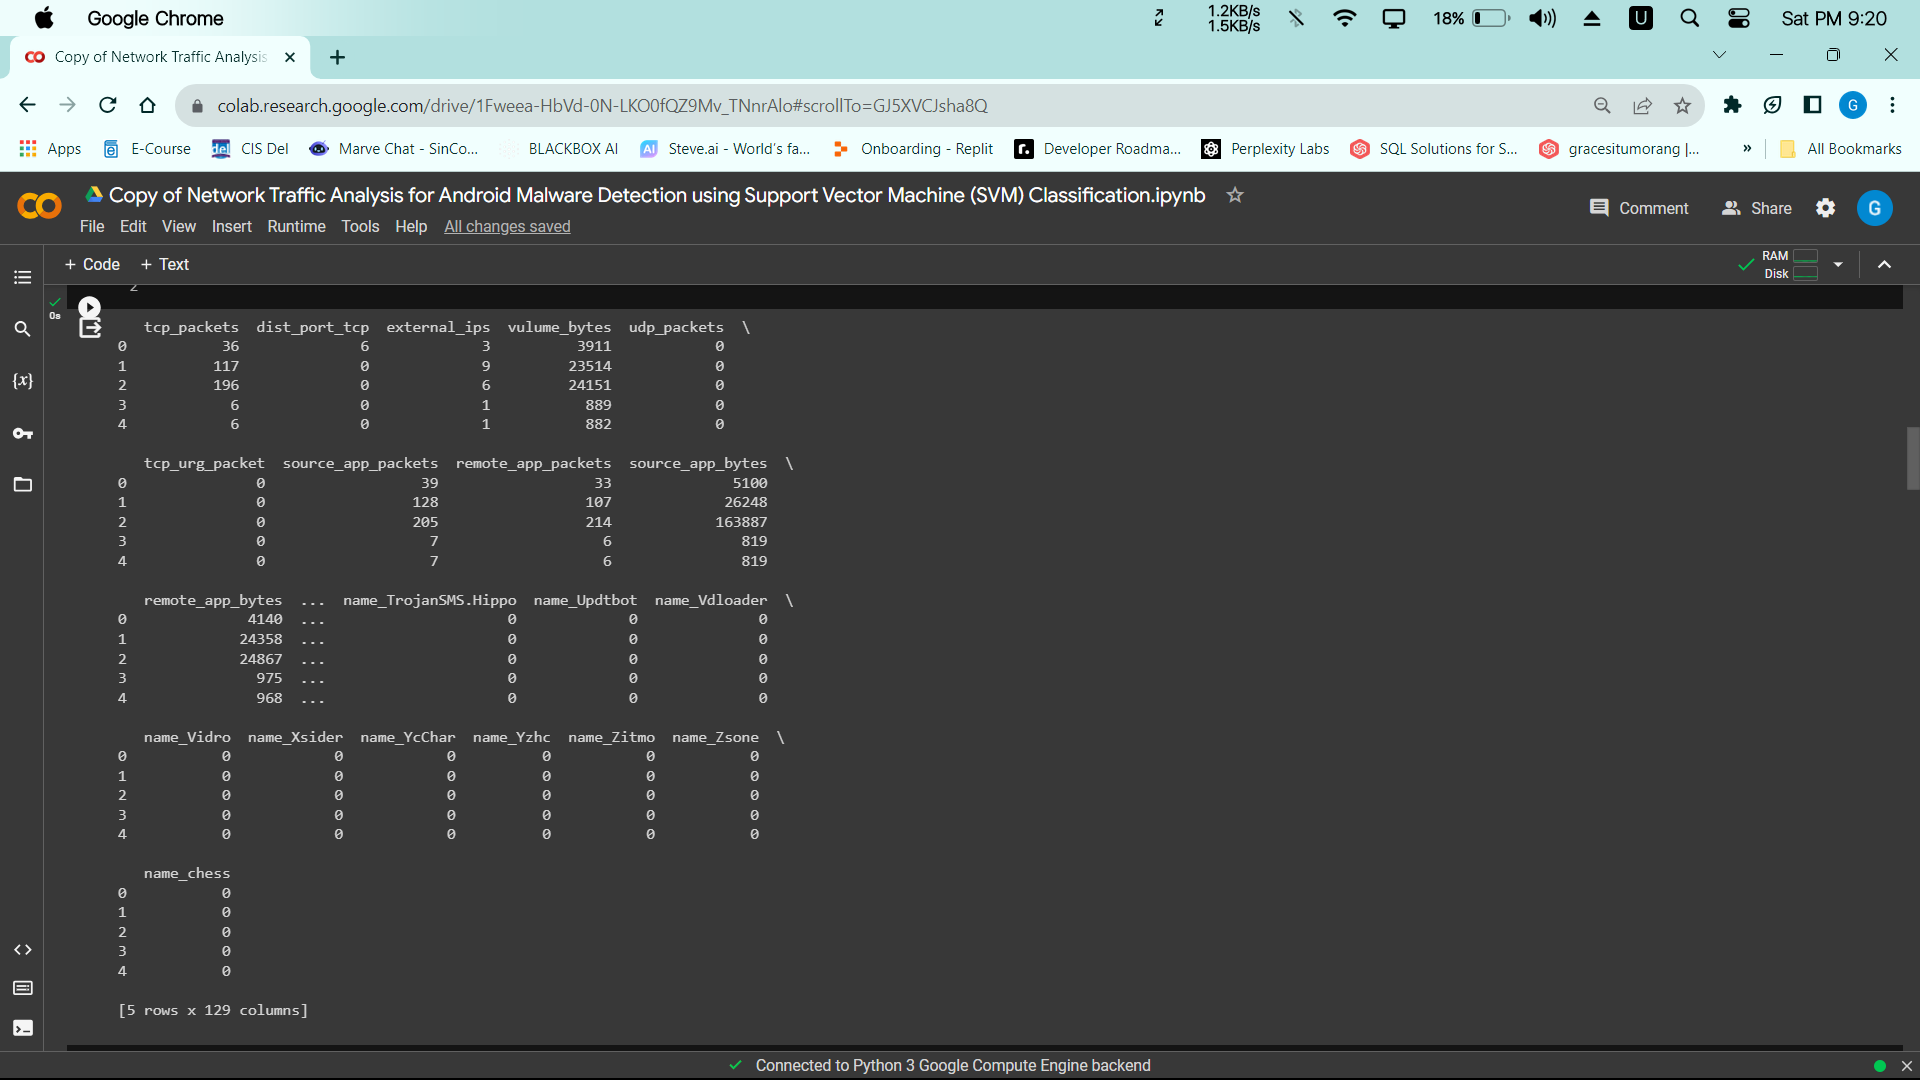 Google Chrome
1.2KB/s
1.5KB/s
18%
U
Sat PM 9:20
Copy of Network Traffic Analysis
colab.research.google.com/drive/1Fweea-HbVd-0N-LKO0fQZ9Mv_TNnrAlo#scrollTo=GJ5XVCJsha8Q
G
Apps E-Course del CIS Del Marve Chat - SinCo... BLACKBOX AI AI Steve.ai - World's fa... Onboarding - Replit r. Developer Roadma... Perplexity Labs SQL Solutions for S... gracesitumorang |... » All Bookmarks
Copy of Network Traffic Analysis for Android Malware Detection using Support Vector Machine (SVM) Classification.ipynb
File Edit View Insert Runtime Tools Help All changes saved
Comment Share G
+ Code + Text
RAM
Disk
{x}
0s
tcp_packets dist_port_tcp external_ips vulume_bytes udp_packets \
0 36 6 3 3911 0
1 117 0 9 23514 0
2 196 0 6 24151 0
3 6 0 1 889 0
4 6 0 1 882 0
tcp_urg_packet source_app_packets remote_app_packets source_app_bytes \
0 0 39 33 5100
1 0 128 107 26248
2 0 205 214 163887
3 0 7 6 819
4 0 7 6 819
remote_app_bytes ... name_TrojanSMS.Hippo name_Updtbot name_Vdloader \
0 4140 ... 0 0 0
1 24358 ... 0 0 0
2 24867 ... 0 0 0
3 975 ... 0 0 0
4 968 ... 0 0 0
name_Vidro name_Xsider name_YcChar name_Yzhc name_Zitmo name_Zsone \
0 0 0 0 0 0 0
1 0 0 0 0 0 0
2 0 0 0 0 0 0
3 0 0 0 0 0 0
4 0 0 0 0 0 0
name_chess
0 0
1 0
2 0
3 0
4 0
[5 rows x 129 columns]
Connected to Python 3 Google Compute Engine backend